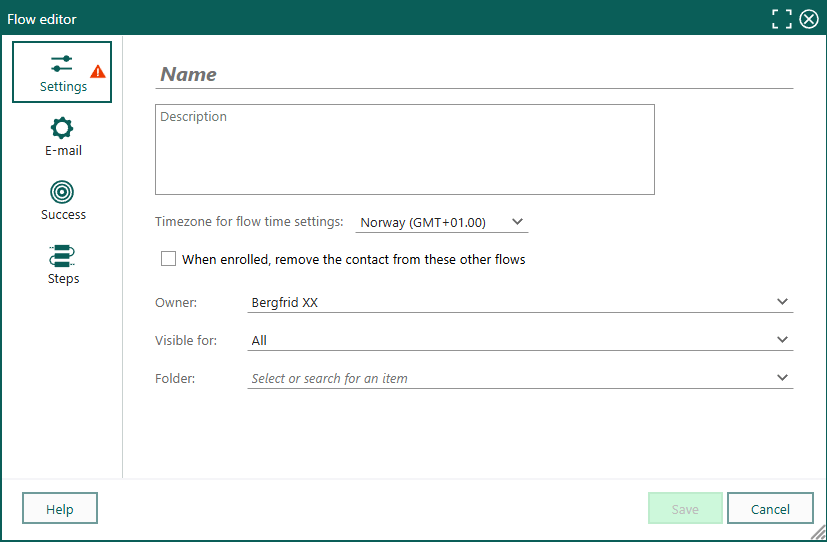 Flow editor
Settings
E-mail
Success
Steps
Name
Description
Timezone for flow time settings: Norway (GMT+01.00)
When enrolled, remove the contact from these other flows
Owner: Bergfrid XX
Visible for: All
Folder: Select or search for an item
Help Save Cancel